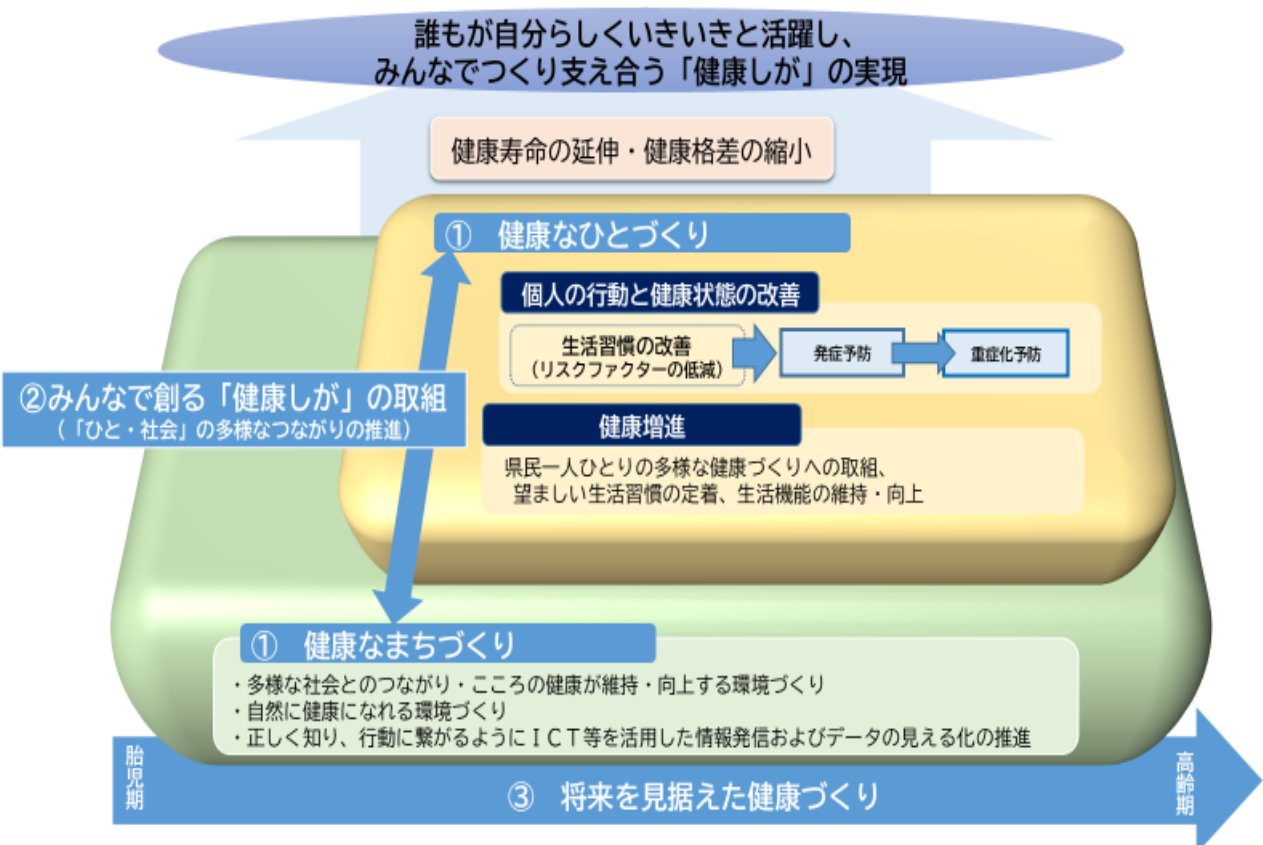 誰もが自分らしくいきいきと活躍し、
みんなでつくり支え合う「健康しが」の実現
健康寿命の延伸・健康格差の縮小
①　健康なひとづくり
個人の行動と健康状態の改善
生活習慣の改善
(リスクファクターの低減)
発症予防
重症化予防
②みんなで創る「健康しが」の取組
(「ひと・社会」の多様なつながりの推進)
健康増進
県民一人ひとりの多様な健康づくりへの取組、
望ましい生活習慣の定着、生活機能の維持・向上
①　健康なまちづくり
・多様な社会とのつながり・こころの健康が維持・向上する環境づくり
・自然に健康になれる環境づくり
・正しく知り、行動に繋がるようにＩＣＴ等を活用した情報発信およびデータの見える化の推進
胎児期
③　将来を見据えた健康づくり
高齢期